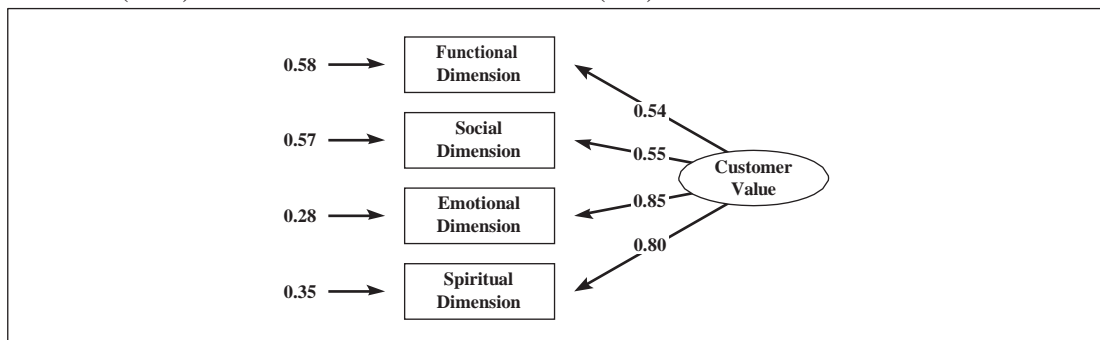 Functional
Dimension
0.58
0.54
Social
Dimension
0.57
0.55
Customer
Value
Emotional
Dimension
0.28
0.85
0.80
Spiritual
Dimension
0.35